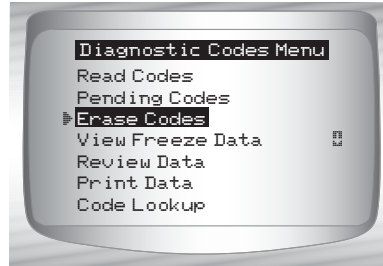 Diagnostic Codes Menu
Read Codes
Pending Codes
Erase Codes
View Freeze Data
Review Data
Print Data
Code Lookup